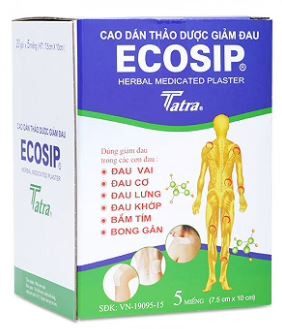 CAO DÁN THẢO DƯỢC GIẢM ĐAU
ECOSIP®
HERBAL MEDICATED PLASTER
Tatra®
Dùng giảm đau
trong các cơn đau:
• ĐAU VAI
• ĐAU CƠ
• ĐAU LƯNG
• ĐAU KHỚP
• BẦM TÍM
• BONG GÂN
SĐK: VN-19095-15
5 MIẾNG (7.5 cm x 10 cm)
CAO DÁN THẢO DƯỢC GIẢM ĐAU
ECOSIP®
HERBAL MEDICATED PLASTER
Tatra®